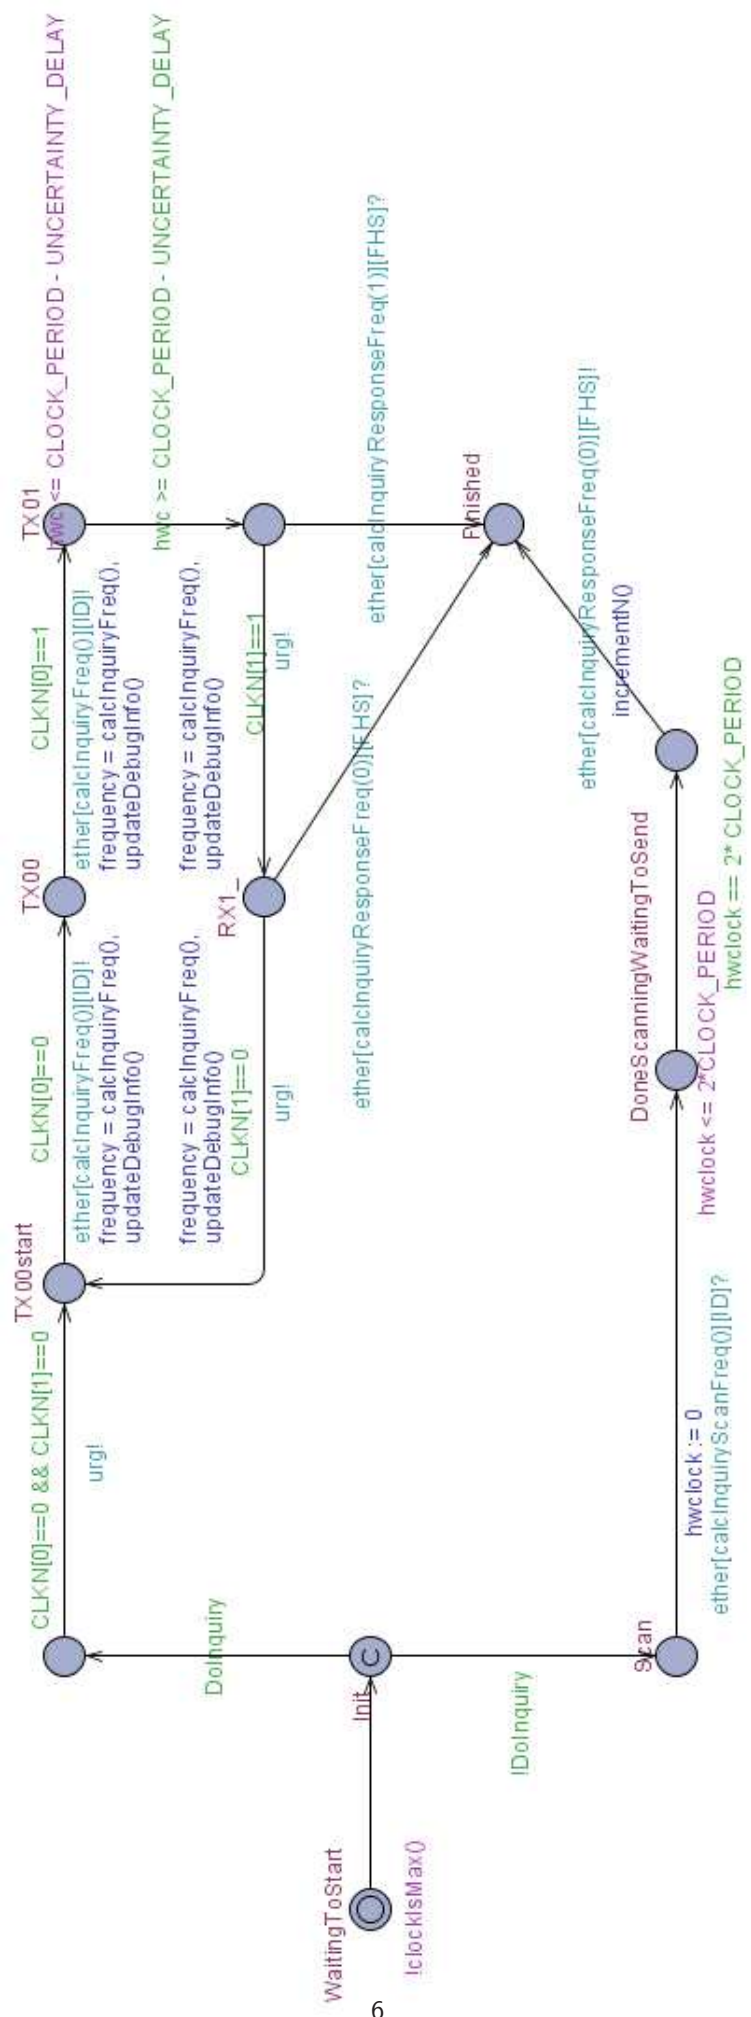 WaitingToStart
!clockIsMax()
Init
C
DoInquiry
!DoInquiry
Scan
CLKN[0]==0 && CLKN[1]==0
urg!
TX00start
CLKN[0]==0
ether[calcInquiryFreq()][ID]!
frequency = calcInquiryFreq(),
updateDebugInfo()
TX00
CLKN[0]==1
ether[calcInquiryFreq()][ID]!
frequency = calcInquiryFreq(),
updateDebugInfo()
TX01
hwc <= CLOCK_PERIOD - UNCERTAINTY_DELAY
hwc >= CLOCK_PERIOD - UNCERTAINTY_DELAY
frequency = calcInquiryFreq(),
updateDebugInfo()
CLKN[1]==0
urg!
RX1_
frequency = calcInquiryFreq(),
updateDebugInfo()
CLKN[1]==1
urg!
ether[calcInquiryResponseFreq(0)][FHS]?
ether[calcInquiryResponseFreq(1)][FHS]?
Finished
ether[calcInquiryResponseFreq(0)][FHS]!
incrementN()
hwclock := 0
ether[calcInquiryScanFreq()][ID]?
DoneScanningWaitingToSend
hwclock <= 2*CLOCK_PERIOD
hwclock == 2* CLOCK_PERIOD
6